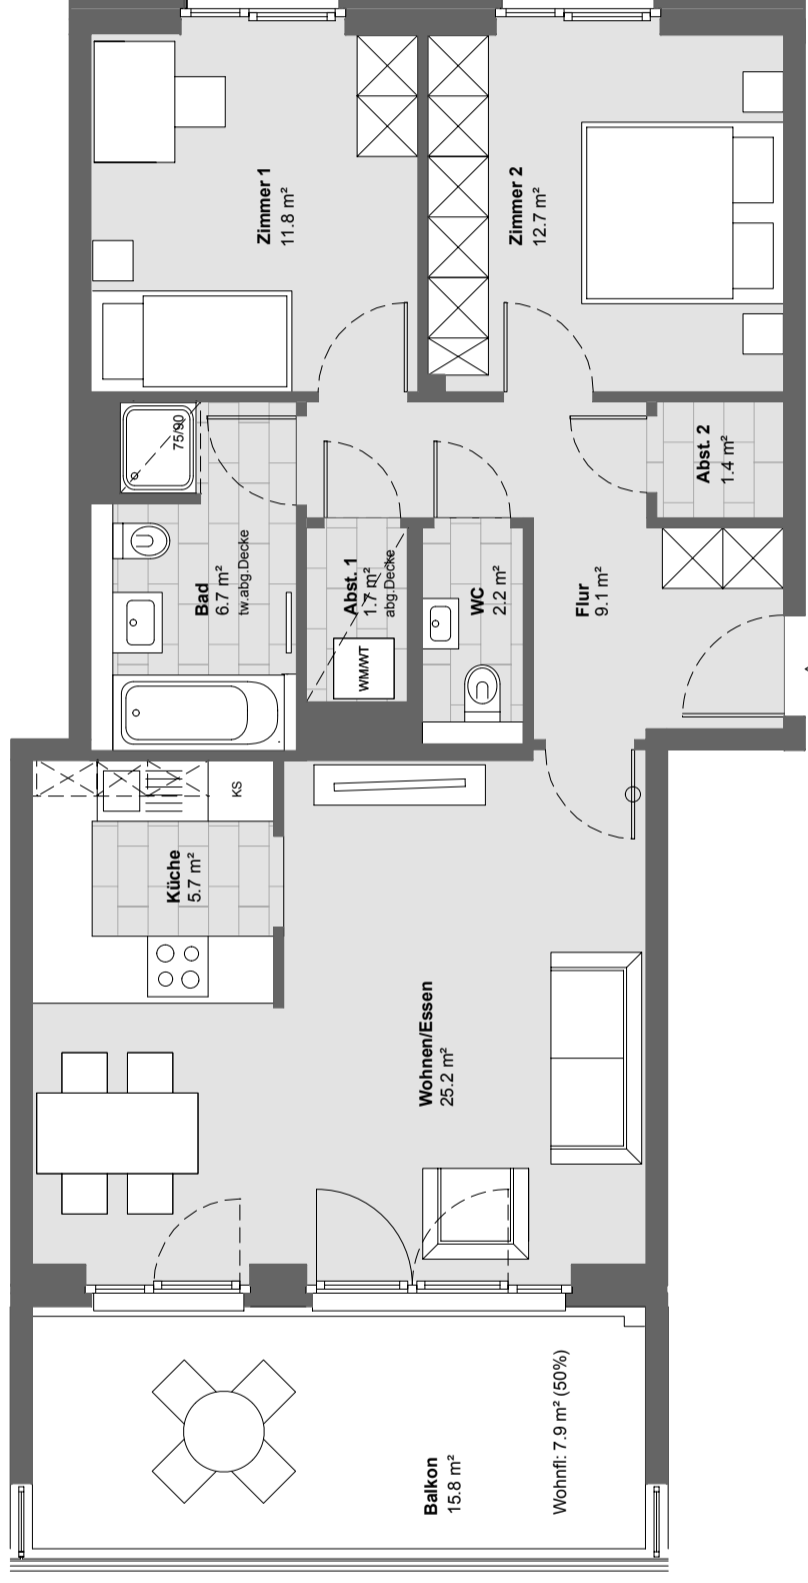 Zimmer 1
11.8 m²
Zimmer 2
12.7 m²
75/90
Bad
6.7 m²
tw.abg.Decke
Abst. 1
1.7 m²
abg.Decke
WM/WT
WC
2.2 m²
Abst. 2
1.4 m²
Flur
9.1 m²
KS
Küche
5.7 m²
Wohnen/Essen
25.2 m²
Balkon
15.8 m²
Wohnfl: 7.9 m² (50%)